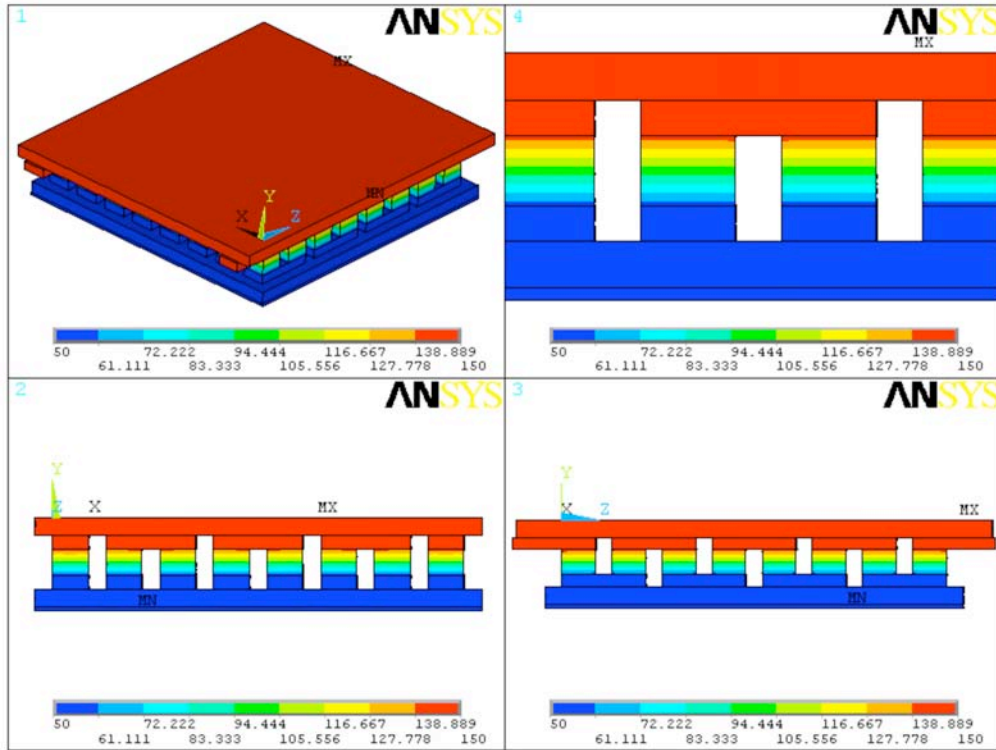 1
ANSYS
MX
MN
Y
X
Z
50 72.222 94.444 116.667 138.889
61.111 83.333 105.556 127.778 150
4
ANSYS
MX
50 72.222 94.444 116.667 138.889
61.111 83.333 105.556 127.778 150
2
ANSYS
Y
Z X MX
MN
50 72.222 94.444 116.667 138.889
61.111 83.333 105.556 127.778 150
3
ANSYS
Y
X Z MX
MN
50 72.222 94.444 116.667 138.889
61.111 83.333 105.556 127.778 150